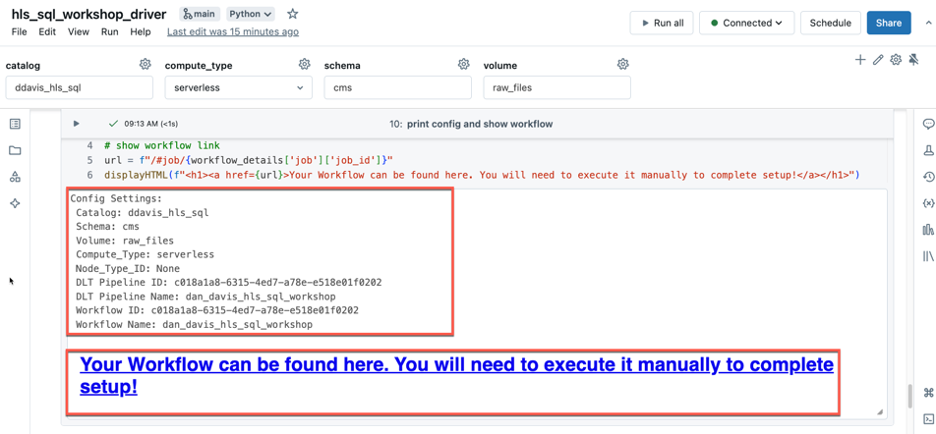 hls_sql_workshop_driver main Python
File Edit View Run Help Last edit was 15 minutes ago
Run all Connected Schedule Share
catalog compute_type schema volume
ddavis_hls_sql serverless cms raw_files
09:13 AM (<1s) 10: print config and show workflow
4 # show workflow link
5 url = f"/#job/{workflow_details['job']['job_id']}"
6 displayHTML(f"<h1><a href={url}>Your Workflow can be found here. You will need to execute it manually to complete setup!</a></h1>")
Config Settings:
Catalog: ddavis_hls_sql
Schema: cms
Volume: raw_files
Compute_Type: serverless
Node_Type_ID: None
DLT Pipeline ID: c018a1a8-6315-4ed7-a78e-e518e01f0202
DLT Pipeline Name: dan_davis_hls_sql_workshop
Workflow ID: c018a1a8-6315-4ed7-a78e-e518e01f0202
Workflow Name: dan_davis_hls_sql_workshop
Your Workflow can be found here. You will need to execute it manually to complete
setup!